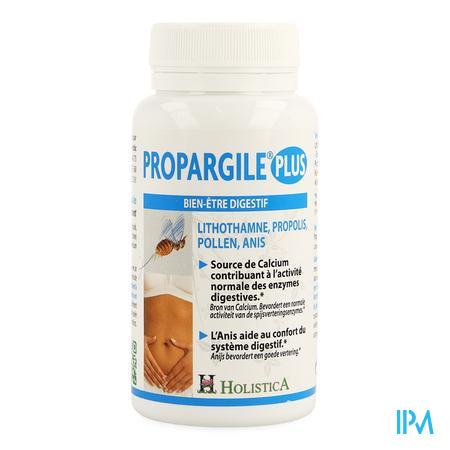 PROPARGILE® PLUS
BIEN-ÊTRE DIGESTIF
LITHOTHAMNE, PROPOLIS,
POLLEN, ANIS
Source de Calcium
contribuant à l'activité
normale des enzymes
digestives.*
Bron van Calcium. Bevordert een normale
activiteit van de spijsverteringsenzymes.*
L'Anis aide au confort du
système digestif.*
Anijs bevordert een goede vertering.*
H HOLISTICA
IPM